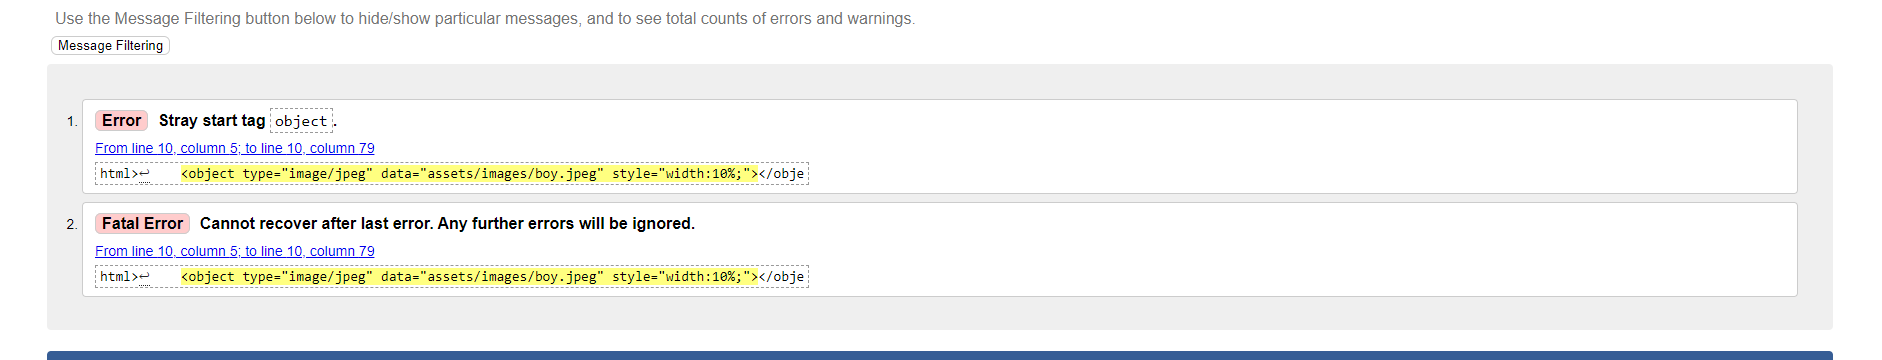 Use the Message Filtering button below to hide/show particular messages, and to see total counts of errors and warnings.
Message Filtering
1. Error Stray start tag object.
From line 10, column 5; to line 10, column 79
html>↩ <object type="image/jpeg" data="assets/images/boy.jpeg" style="width:10%;"></obje
2. Fatal Error Cannot recover after last error. Any further errors will be ignored.
From line 10, column 5; to line 10, column 79
html>↩ <object type="image/jpeg" data="assets/images/boy.jpeg" style="width:10%;"></obje